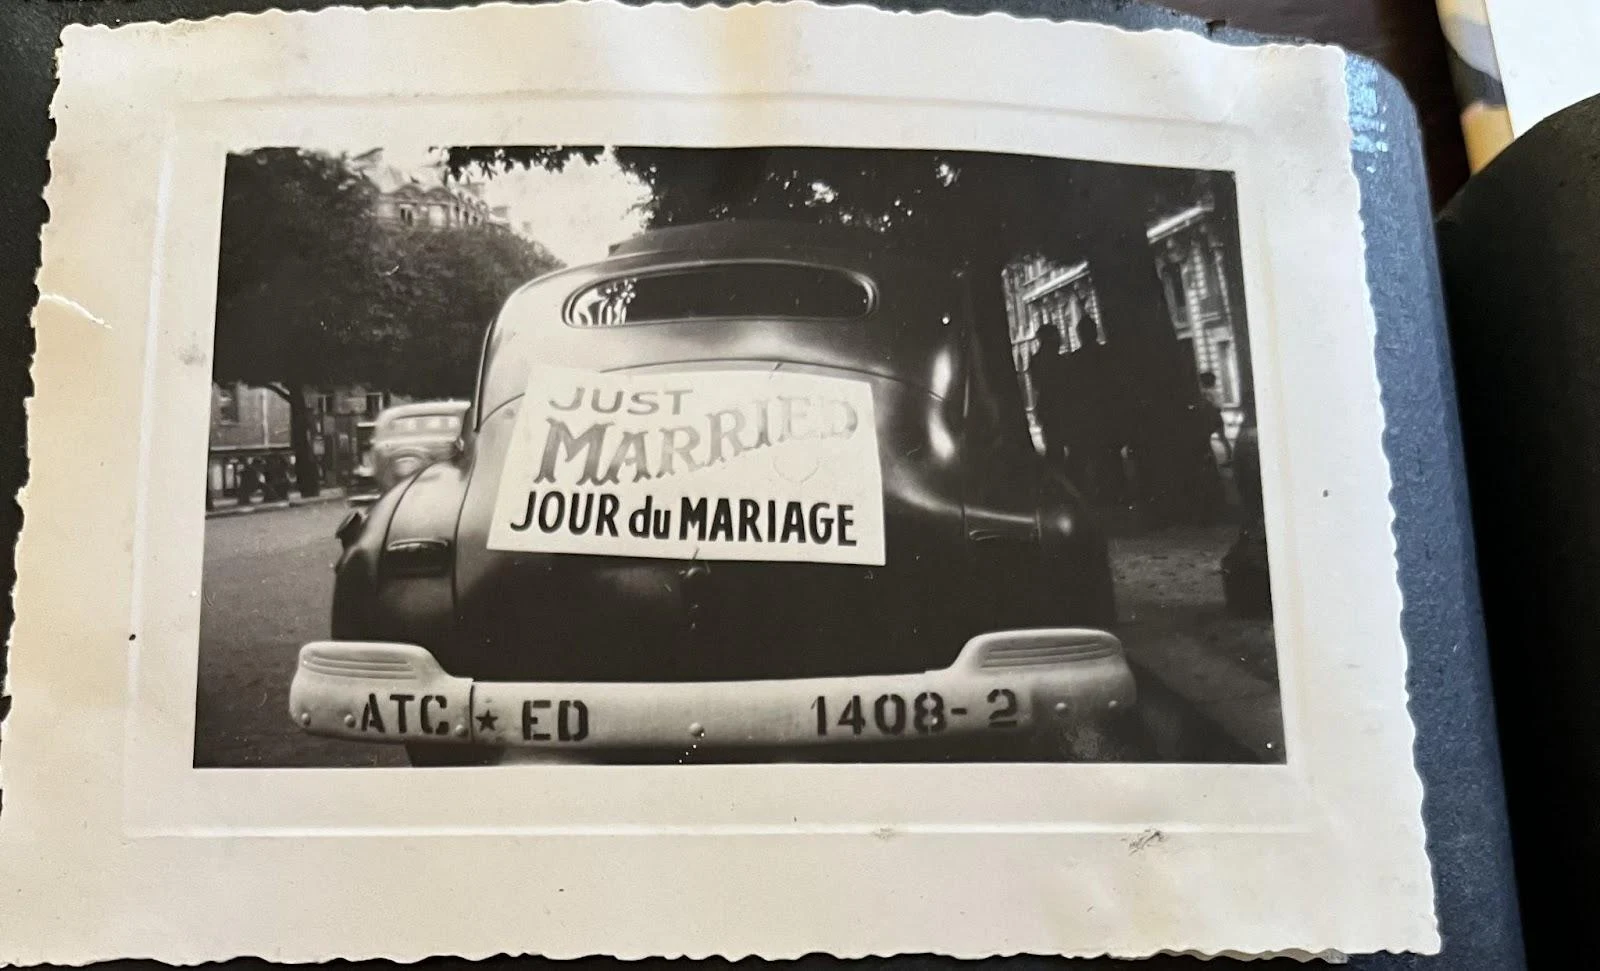 JUST
MARRIED
JOUR du MARIAGE
ATC ★ ED 1408-2